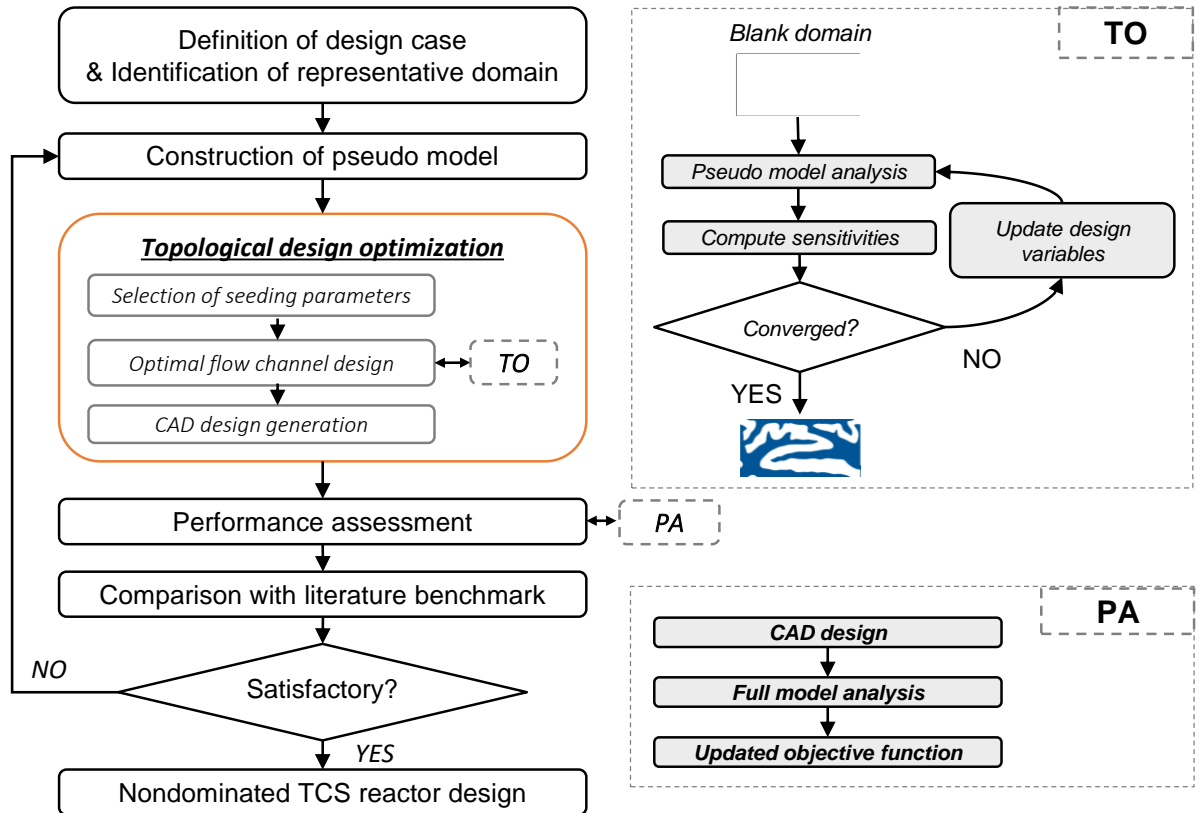 Definition of design case
& Identification of representative domain
Construction of pseudo model
Topological design optimization
Selection of seeding parameters
Optimal flow channel design
TO
CAD design generation
Performance assessment
PA
Comparison with literature benchmark
Satisfactory?
NO
YES
Nondominated TCS reactor design
TO
Blank domain
Pseudo model analysis
Compute sensitivities
Update design
variables
Converged?
NO
YES
PA
CAD design
Full model analysis
Updated objective function